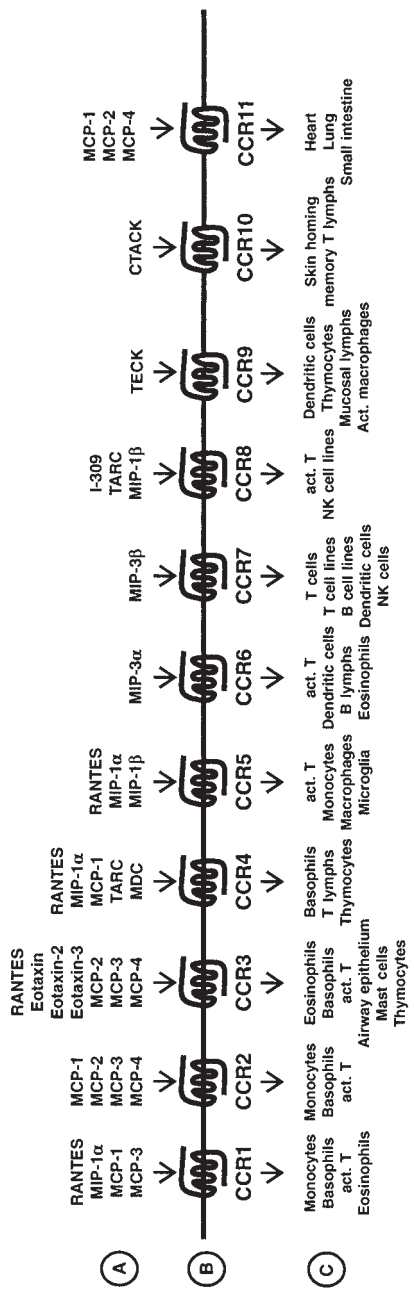 A
RANTES
MIP-1α
MCP-1
MCP-3
MCP-1
MCP-2
MCP-3
MCP-4
RANTES
Eotaxin
Eotaxin-2
Eotaxin-3
MCP-2
MCP-3
MCP-4
RANTES
MIP-1α
MCP-1
TARC
MDC
RANTES
MIP-1α
MIP-1β
MIP-3α
MIP-3β
I-309
TARC
MIP-1β
TECK
CTACK
MCP-1
MCP-2
MCP-4
B
CCR1
CCR2
CCR3
CCR4
CCR5
CCR6
CCR7
CCR8
CCR9
CCR10
CCR11
C
Monocytes
Basophils
act. T
Eosinophils
Monocytes
Basophils
act. T
Eosinophils
Basophils
act. T
Airway epithelium
Mast cells
Thymocytes
Basophils
T lymphs
Thymocytes
act. T
Monocytes
Macrophages
Microglia
act. T
Dendritic cells
B lymphs
Eosinophils
T cells
T cell lines
B cell lines
Dendritic cells
NK cells
act. T
NK cell lines
Dendritic cells
Thymocytes
Mucosal lymphs
Act. macrophages
Skin homing
memory T lymphs
Heart
Lung
Small intestine